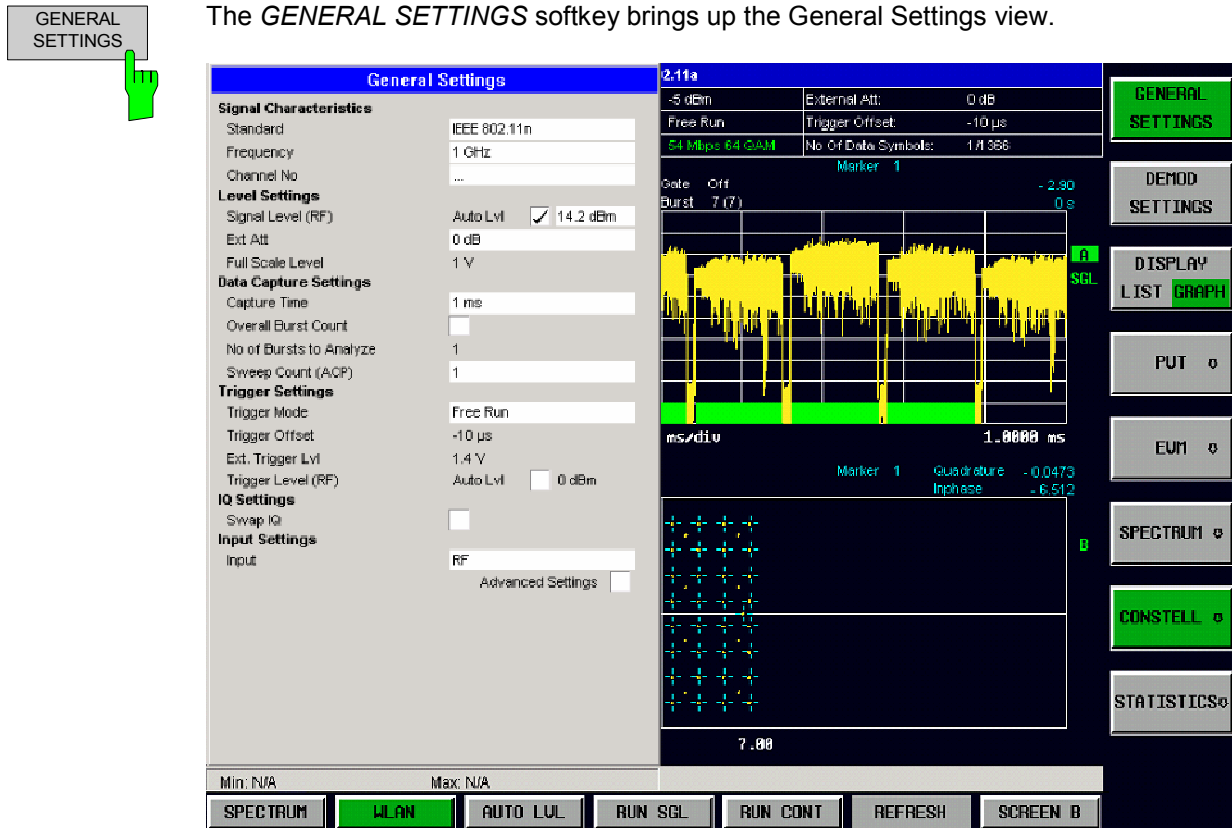 GENERAL
SETTINGS
The GENERAL SETTINGS softkey brings up the General Settings view.
General Settings
Signal Characteristics
Standard IEEE 802.11n
Frequency 1 GHz
Channel No ...
Level Settings
Signal Level (RF) Auto Lvl 14.2 dBm
Ext Att 0 dB
Full Scale Level 1 V
Data Capture Settings
Capture Time 1 ms
Overall Burst Count
No of Bursts to Analyze 1
Sweep Count (ACP) 1
Trigger Settings
Trigger Mode Free Run
Trigger Offset -10 µs
Ext. Trigger Lvl 1.4 V
Trigger Level (RF) Auto Lvl 0 dBm
IQ Settings
Swap IQ
Input Settings
Input RF
Advanced Settings
Min: N/A Max: N/A
2.11a
-5 dBm External Att: 0 dB
Free Run Trigger Offset: -10 µs
54 Mbps 64 QAM No Of Data Symbols: 1/1366
Marker 1
Gate Off - 2.90
Burst 7 (7) 0 s
A
SGL
ms/div 1.0000 ms
Marker 1 Quadrature - 0.0473
Inphase - 6.512
B
7.00
GENERAL
SETTINGS
DEMOD
SETTINGS
DISPLAY
LIST GRAPH
PVT
EVM
SPECTRUM
CONSTELL
STATISTICS
SPECTRUM WLAN AUTO LVL RUN SGL RUN CONT REFRESH SCREEN B